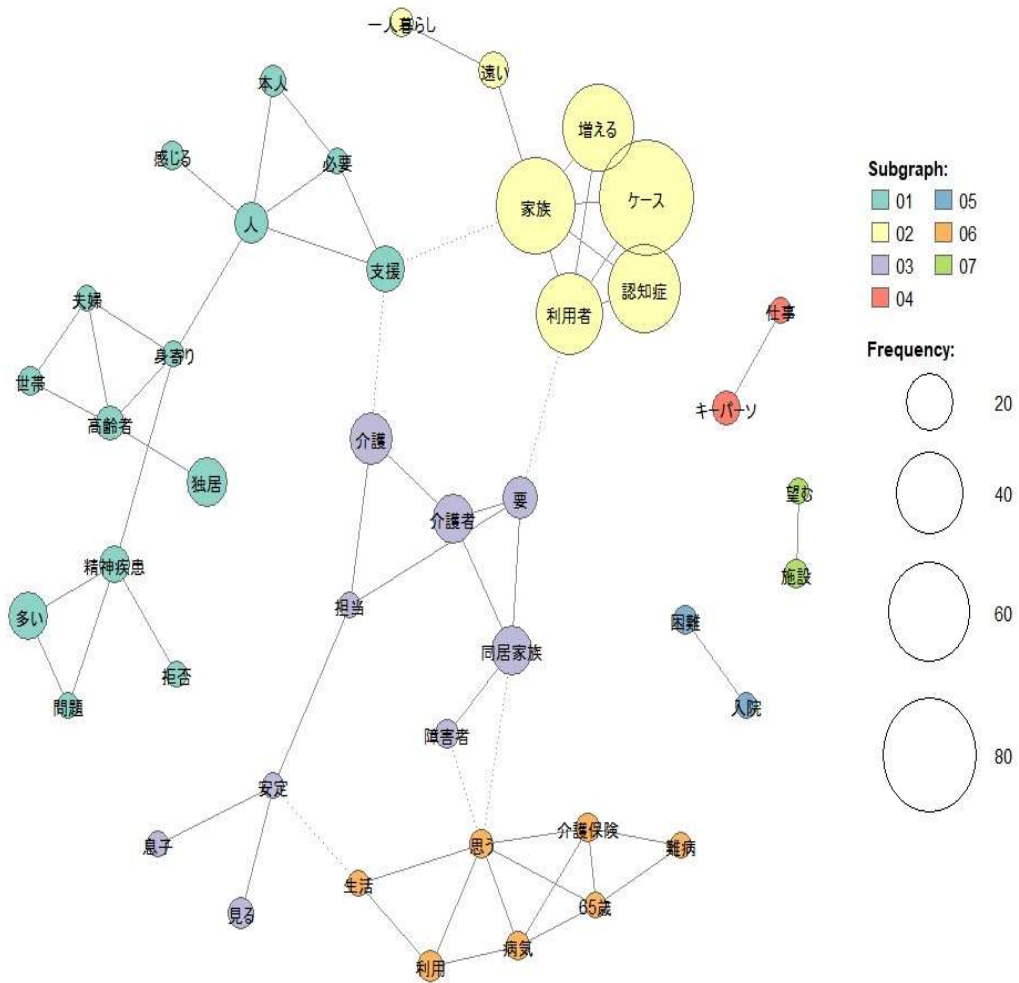 一人暮らし
遠い
本人
増える
感じる
必要
ケース
家族
人
支援
認知症
利用者
夫婦
仕事
身寄り
世帯
キーパーソ
高齢者
介護
独居
望む
要
介護者
精神疾患
施設
担当
多い
困難
同居家族
拒否
問題
入院
障害者
安定
介護保険
息子
思う
難病
生活
65歳
見る
病気
利用
Subgraph:
01 05
02 06
03 07
04
Frequency:
20
40
60
80